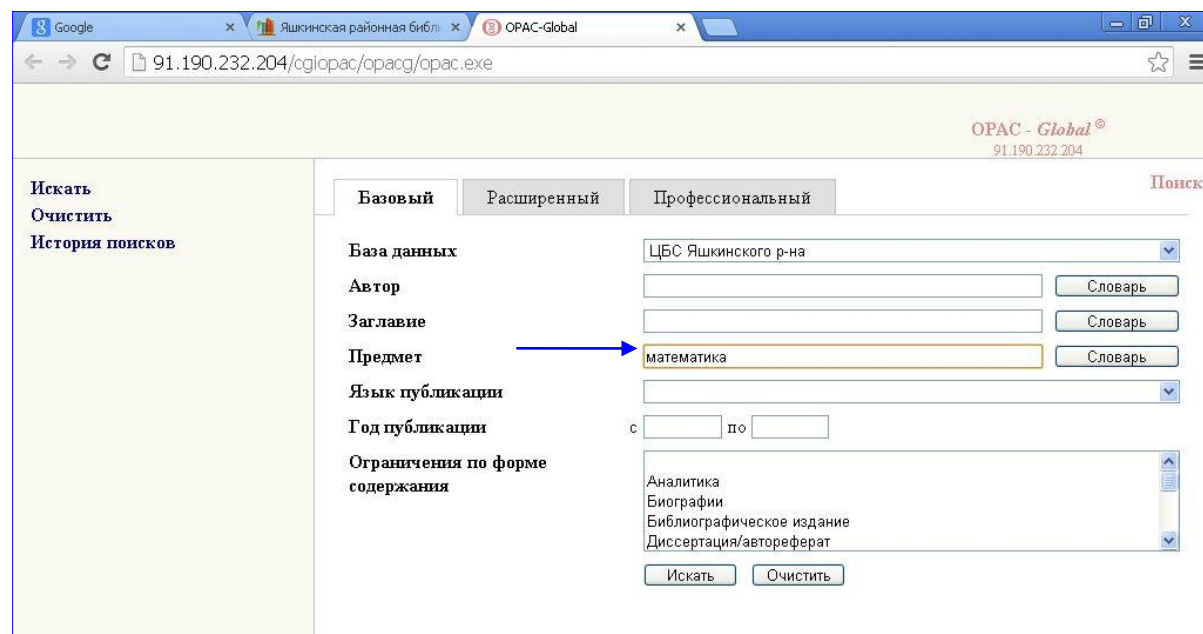 Google
Яшкинская районная библ
OPAC-Global
91.190.232.204/cgiopac/opacg/opac.exe
OPAC - Global ©
91.190.232.204
Искать
Очистить
История поисков
Поиск
Базовый Расширенный Профессиональный
База данных ЦБС Яшкинского р-на
Автор Словарь
Заглавие Словарь
Предмет математика Словарь
Язык публикации
Год публикации с по
Ограничения по форме
содержания
Аналитика
Биографии
Библиографическое издание
Диссертация/автореферат
Искать Очистить